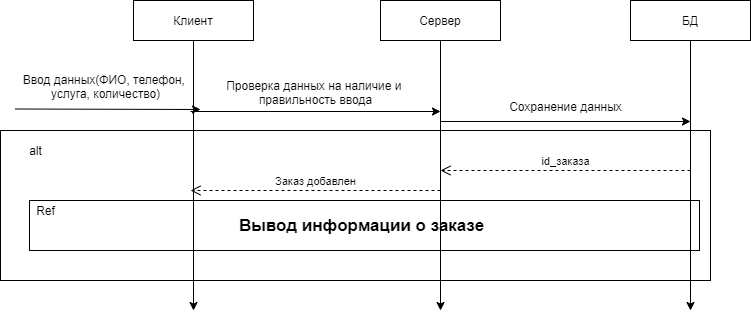 Клиент
Сервер
БД
Ввод данных(ФИО, телефон,
услуга, количество)
Проверка данных на наличие и
правильность ввода
Сохранение данных
alt
id_заказа
Заказ добавлен
Ref
Вывод информации о заказе